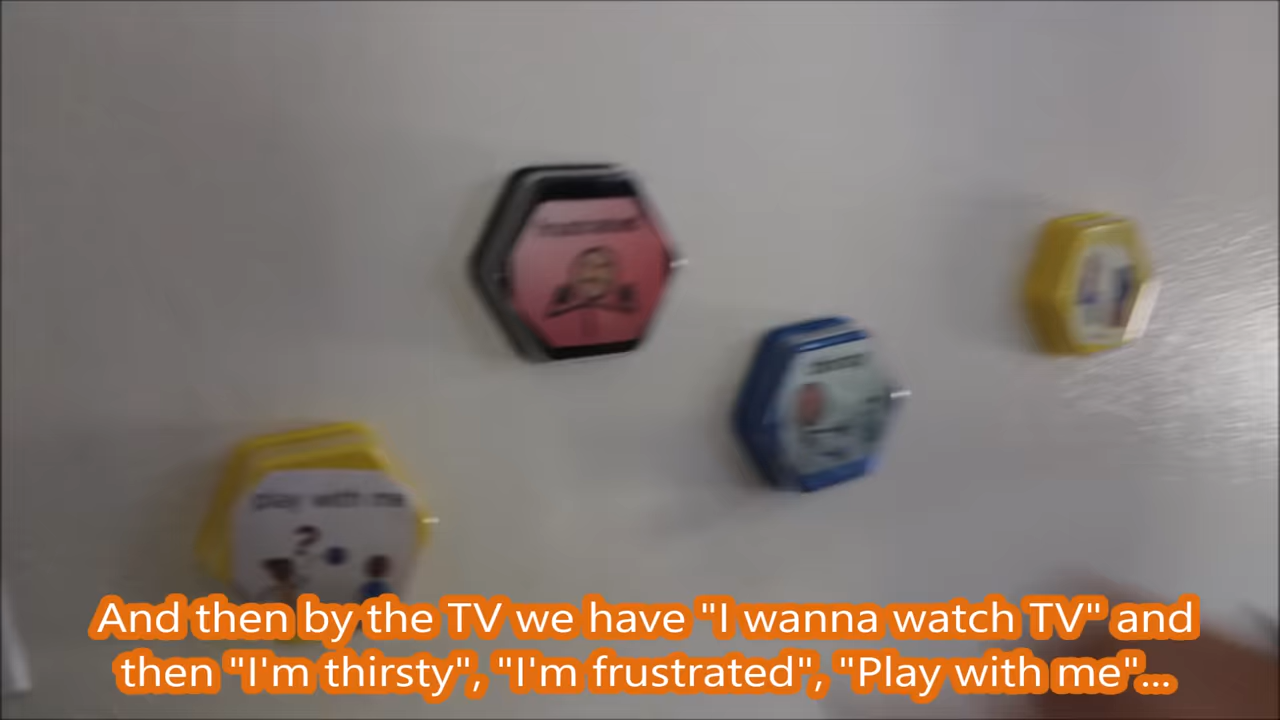 frustrated
play with me
?
And then by the TV we have "I wanna watch TV" and
then "I'm thirsty", "I'm frustrated", "Play with me"...